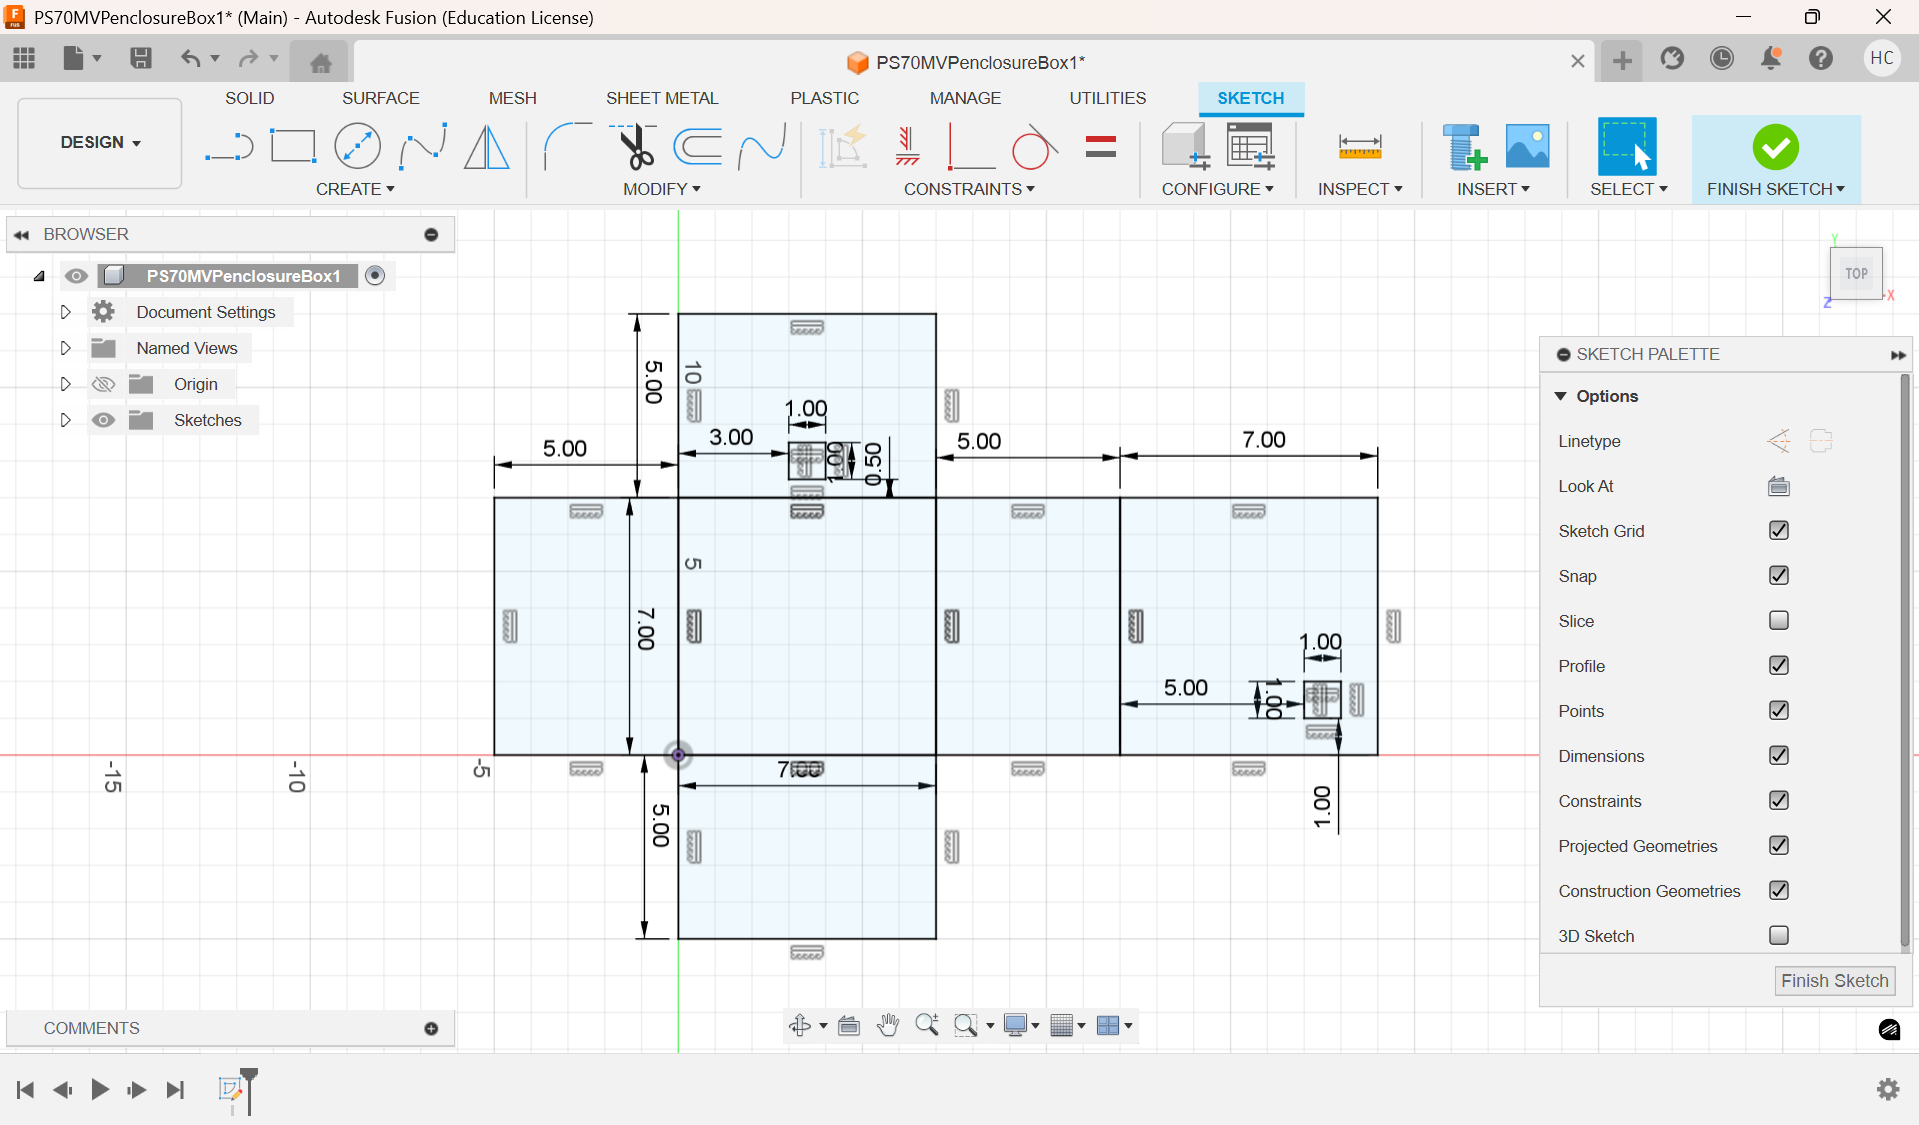 PS70MVPenclosureBox1* (Main) - Autodesk Fusion (Education License)
PS70MVPenclosureBox1*
HC
DESIGN
SOLID
SURFACE
MESH
SHEET METAL
PLASTIC
MANAGE
UTILITIES
SKETCH
CREATE
MODIFY
CONSTRAINTS
CONFIGURE
INSPECT
INSERT
SELECT
FINISH SKETCH
BROWSER
PS70MVPenclosureBox1
Document Settings
Named Views
Origin
Sketches
Y
TOP
X
Z
5.00
10
1.00
3.00
1.00
0.50
5.00
5.00
7.00
5
7.00
1.00
5.00
1.00
1.00
-15
-10
-5
7.00
5.00
SKETCH PALETTE
Options
Linetype
Look At
Sketch Grid
Snap
Slice
Profile
Points
Dimensions
Constraints
Projected Geometries
Construction Geometries
3D Sketch
Finish Sketch
COMMENTS